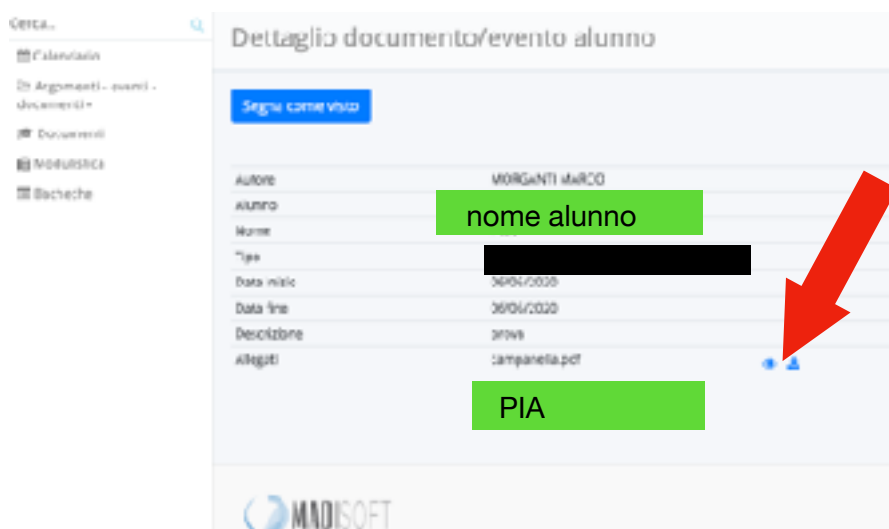 Cerca..
Dettaglio documento/evento alunno
Calendario
Argomenti - eventi -
documenti
Segna come visto
Documenti
Modulistica
Bacheche
Autore MORGANTI MARCO
Alunno
nome alunno
Nome
Tipo
Data inizio 06/06/2020
Data fine 06/06/2020
Descrizione prova
Allegati campanella.pdf
PIA
MADISOFT